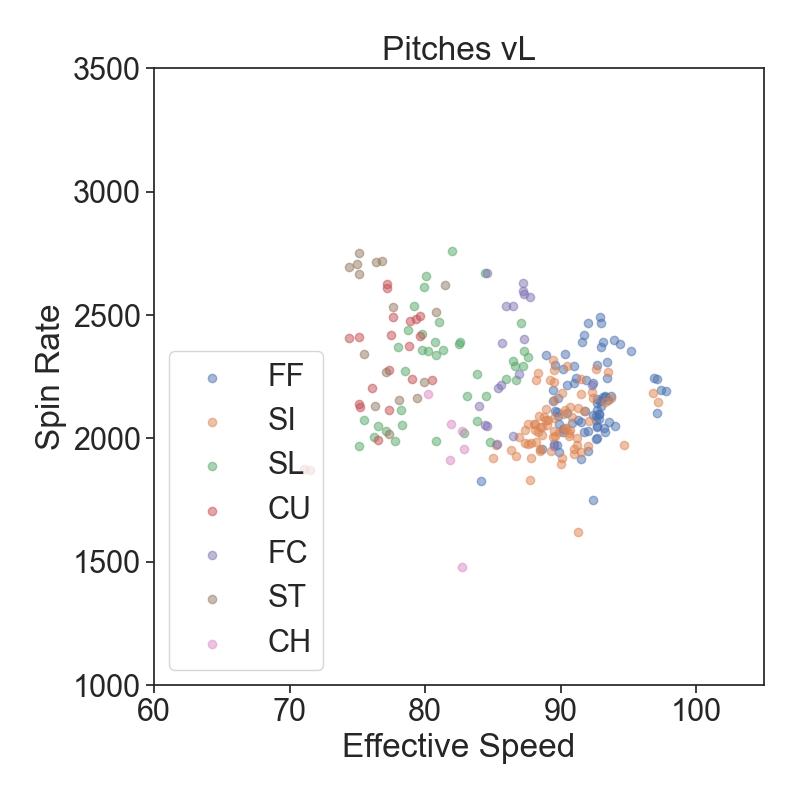 Pitches vL
3500
3000
2500
2000
1500
1000
Spin Rate
FF
SI
SL
CU
FC
ST
CH
60 70 80 90 100
Effective Speed